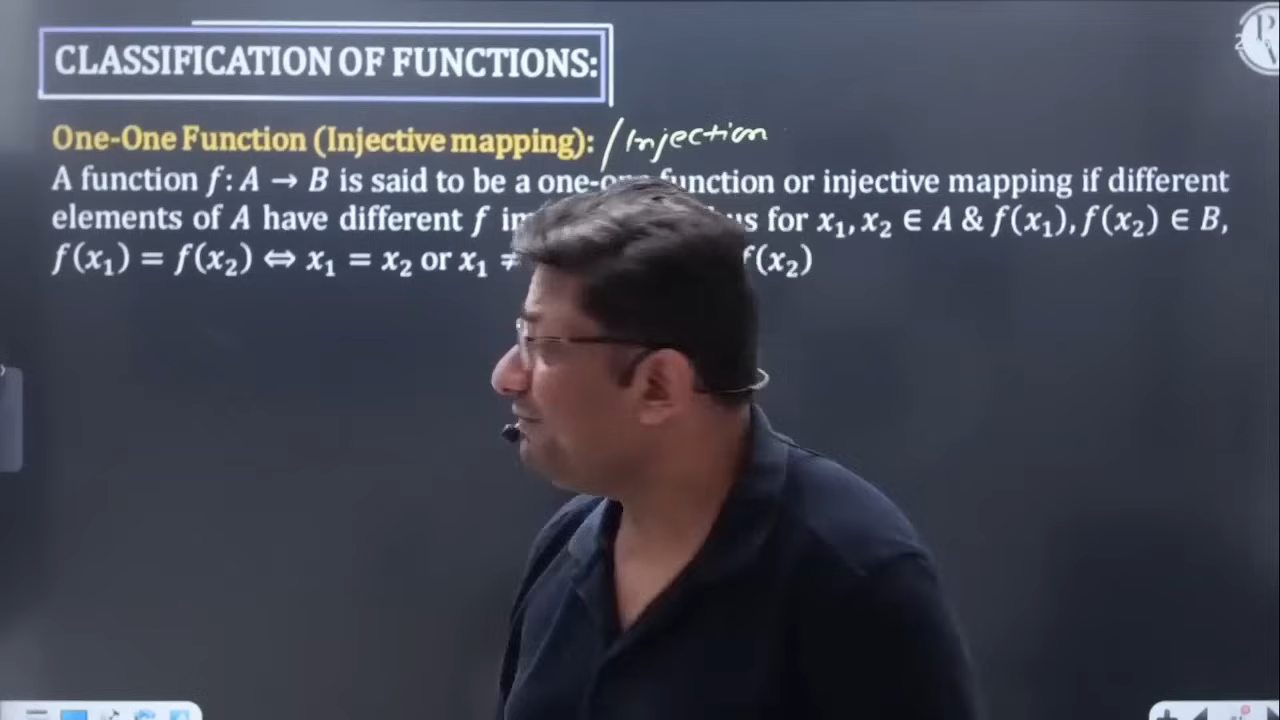 CLASSIFICATION OF FUNCTIONS:
One-One Function (Injective mapping): / Injection
A function f: A → B is said to be a one-one function or injective mapping if different
elements of A have different f for x₁, x₂ ∈ A & f(x₁), f(x₂) ∈ B,
f(x₁) = f(x₂) ⇔ x₁ = x₂ or x₁ ≠ f(x₂)